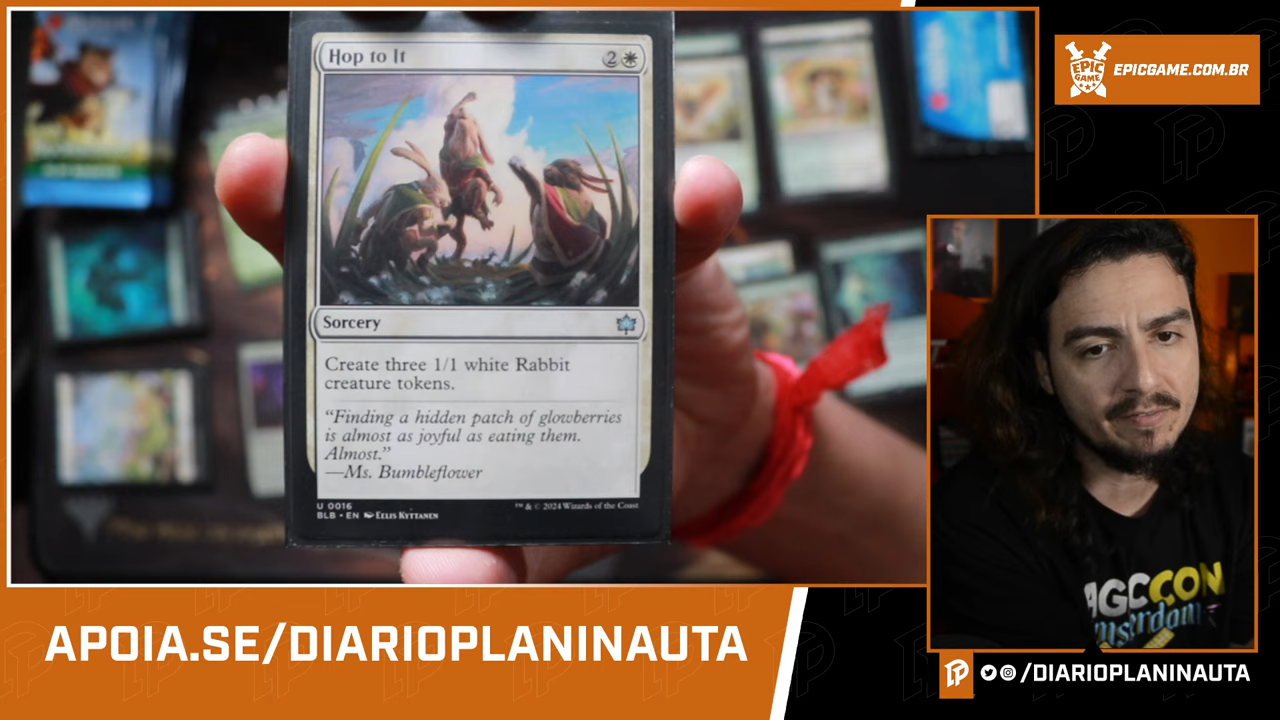 Hop to It
2
Sorcery
Create three 1/1 white Rabbit
creature tokens.
“Finding a hidden patch of glowberries
is almost as joyful as eating them.
Almost.”
—Ms. Bumbleflower
U 0016
BLB • EN EELIS KYTTANEN
™ & © 2024 Wizards of the Coast
EPIC
GAME
EPICGAME.COM.BR
AGCCON
APOIA.SE/DIARIOPLANINAUTA
/DIARIOPLANINAUTA